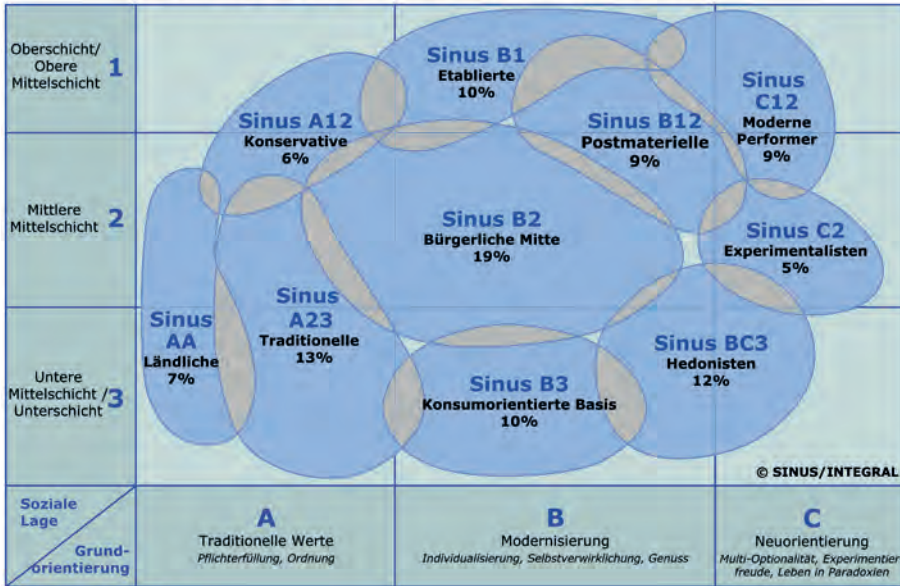 Oberschicht/
Obere
Mittelschicht
1
Sinus B1
Etablierte
10%
Sinus
C12
Moderne
Performer
9%
Sinus A12
Konservative
6%
Sinus B12
Postmaterielle
9%
Mittlere
Mittelschicht
2
Sinus B2
Bürgerliche Mitte
19%
Sinus C2
Experimentalisten
5%
Sinus
AA
Ländliche
7%
Sinus
A23
Traditionelle
13%
Sinus BC3
Hedonisten
12%
Untere
Mittelschicht /
Unterschicht
3
Sinus B3
Konsumorientierte Basis
10%
© SINUS/INTEGRAL
Soziale
Lage
Grund-
orientierung
A
Traditionelle Werte
Pflichterfüllung, Ordnung
B
Modernisierung
Individualisierung, Selbstverwirklichung, Genuss
C
Neuorientierung
Multi-Optionalität, Experimentier
freude, Leben in Paradoxien